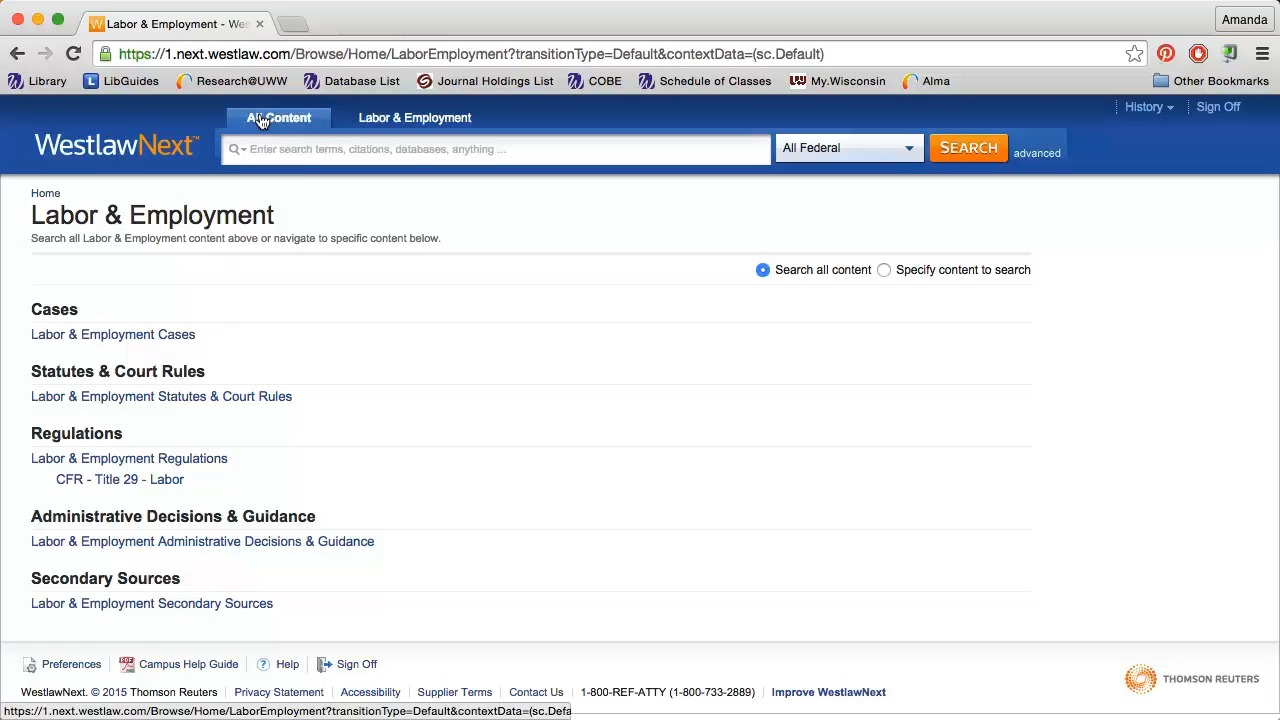 Labor & Employment - Wes
Amanda
https://1.next.westlaw.com/Browse/Home/LaborEmployment?transitionType=Default&contextData=(sc.Default)
Library LibGuides Research@UWW Database List Journal Holdings List COBE Schedule of Classes My.Wisconsin Alma Other Bookmarks
All Content Labor & Employment History Sign Off
WestlawNext™ Enter search terms, citations, databases, anything ... All Federal SEARCH advanced
Home
Labor & Employment
Search all Labor & Employment content above or navigate to specific content below.
Search all content Specify content to search
Cases
Labor & Employment Cases
Statutes & Court Rules
Labor & Employment Statutes & Court Rules
Regulations
Labor & Employment Regulations
CFR - Title 29 - Labor
Administrative Decisions & Guidance
Labor & Employment Administrative Decisions & Guidance
Secondary Sources
Labor & Employment Secondary Sources
Preferences Campus Help Guide Help Sign Off
WestlawNext. © 2015 Thomson Reuters Privacy Statement Accessibility Supplier Terms Contact Us 1-800-REF-ATTY (1-800-733-2889) Improve WestlawNext
THOMSON REUTERS
https://1.next.westlaw.com/Browse/Home/LaborEmployment?transitionType=Default&contextData=(sc.Defa